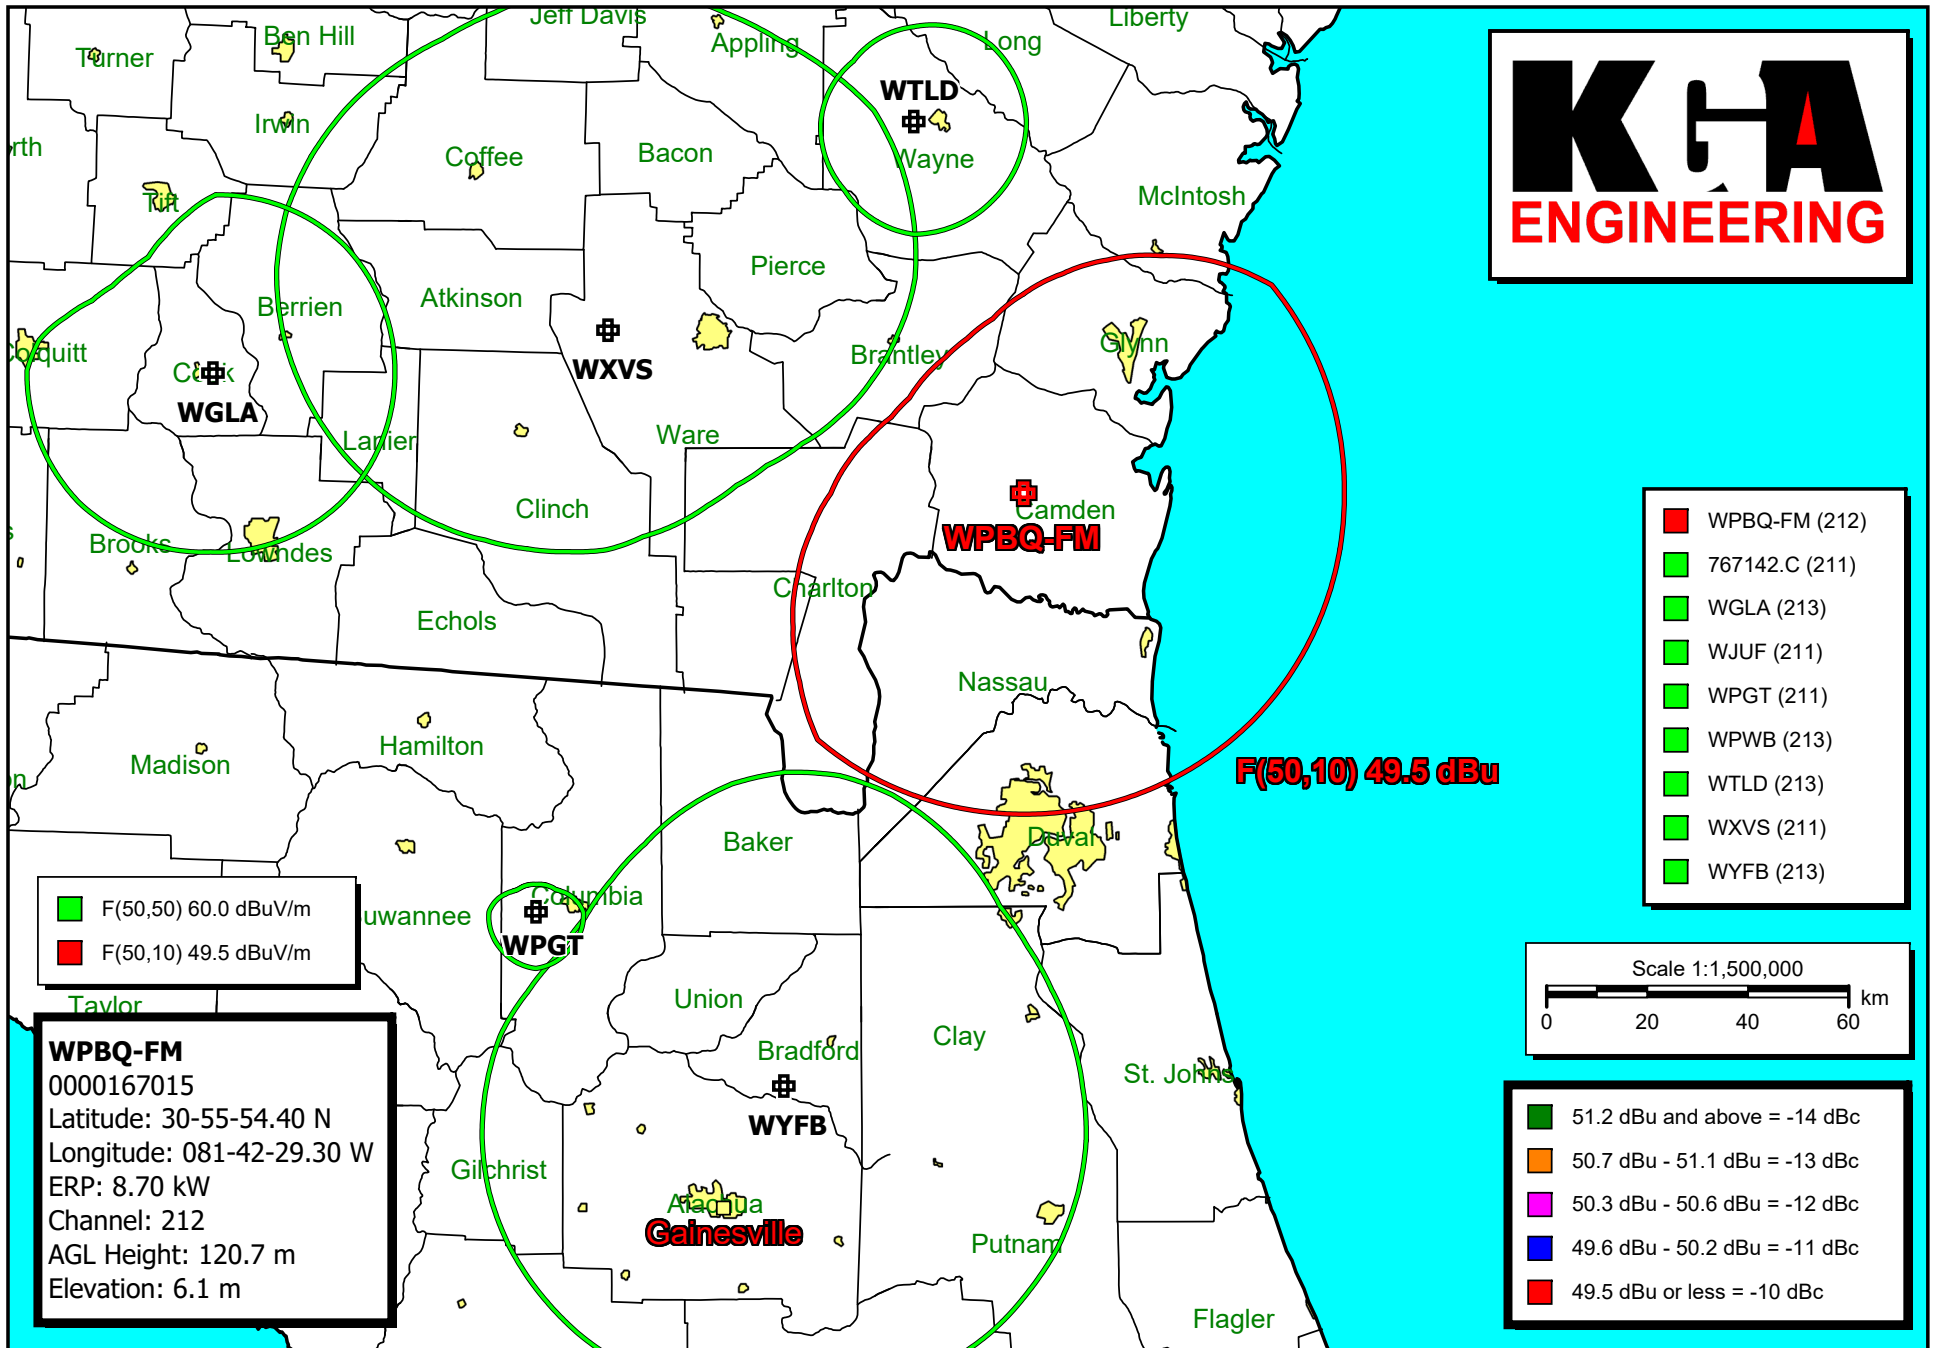 Jeff Davis
Liberty
Ben Hill
Appling
Long
Turner
WTLD
Irwin
rth
Coffee
Bacon
Wayne
Tift
McIntosh
KGA
ENGINEERING
Pierce
Atkinson
Berrien
Colquitt
Glynn
Brantley
WXVS
Cook
WGLA
Ware
Lanier
Clinch
Camden
WPBQ-FM
Brooks
Lowndes
Charlton
Echols
Nassau
WPBQ-FM (212)
767142.C (211)
WGLA (213)
WJUF (211)
WPGT (211)
WPWB (213)
WTLD (213)
WXVS (211)
WYFB (213)
Hamilton
Madison
on
F(50,10) 49.5 dBu
Baker
Duval
Columbia
uwannee
WPGT
F(50,50) 60.0 dBuV/m
F(50,10) 49.5 dBuV/m
Taylor
Union
Clay
Bradford
St. Johns
WYFB
Scale 1:1,500,000
km
0 20 40 60
WPBQ-FM
0000167015
Latitude: 30-55-54.40 N
Longitude: 081-42-29.30 W
ERP: 8.70 kW
Channel: 212
AGL Height: 120.7 m
Elevation: 6.1 m
Gilchrist
Alachua
Gainesville
Putnam
Flagler
51.2 dBu and above = -14 dBc
50.7 dBu - 51.1 dBu = -13 dBc
50.3 dBu - 50.6 dBu = -12 dBc
49.6 dBu - 50.2 dBu = -11 dBc
49.5 dBu or less = -10 dBc